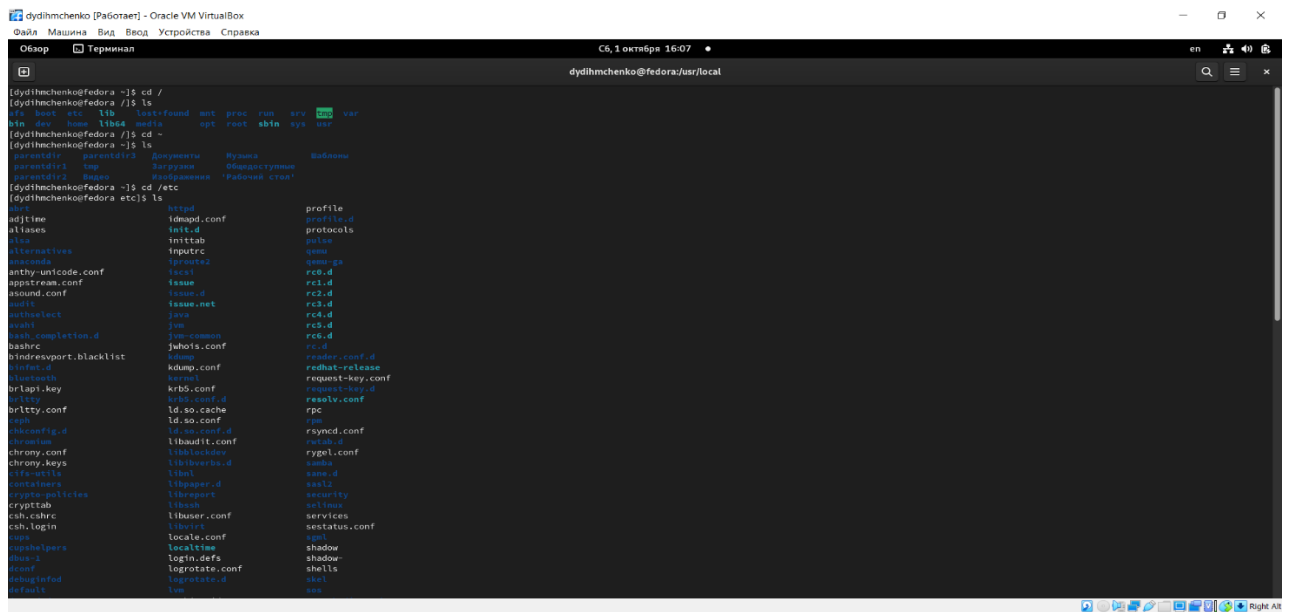 dydihmchenko [Работает] - Oracle VM VirtualBox
Файл Машина Вид Ввод Устройства Справка
Обзор Терминал Сб, 1 октября 16:07 en
dydihmchenko@fedora:/usr/local
[dydihmchenko@fedora ~]$ cd /
[dydihmchenko@fedora /]$ ls
afs boot etc lib lost+found mnt proc run srv tmp var
bin dev home lib64 media opt root sbin sys usr
[dydihmchenko@fedora /]$ cd ~
[dydihmchenko@fedora ~]$ ls
parentdir parentdir3 Документы Музыка Шаблоны
parentdir1 tmp Загрузки Общедоступные
parentdir2 Видео Изображения 'Рабочий стол'
[dydihmchenko@fedora ~]$ cd /etc
[dydihmchenko@fedora etc]$ ls
abrt httpd profile
adjtime idmapd.conf profile.d
aliases init.d protocols
alsa inittab pulse
alternatives inputrc qemu
anaconda iproute2 qemu-ga
anthy-unicode.conf iscsi rc0.d
appstream.conf issue rc1.d
asound.conf issue.d rc2.d
audit issue.net rc3.d
authselect java rc4.d
avahi jvm rc5.d
bash_completion.d jvm-common rc6.d
bashrc jwhois.conf rc.d
bindresvport.blacklist kdump reader.conf.d
binfmt.d kdump.conf redhat-release
bluetooth kernel request-key.conf
brlapi.key krb5.conf request-key.d
brltty krb5.conf.d resolv.conf
brltty.conf ld.so.cache rpc
ceph ld.so.conf rpm
chkconfig.d ld.so.conf.d rsyncd.conf
chromium libaudit.conf rwtab.d
chrony.conf libblockdev rygel.conf
chrony.keys libibverbs.d samba
cifs-utils libnl sane.d
containers libpaper.d sasl2
crypto-policies libreport security
crypttab libssh selinux
csh.cshrc libuser.conf services
csh.login libvirt sestatus.conf
cups locale.conf sgml
cupshelpers localtime shadow
dbus-1 login.defs shadow-
dconf logrotate.conf shells
debuginfod logrotate.d skel
default lvm sos
Right Alt